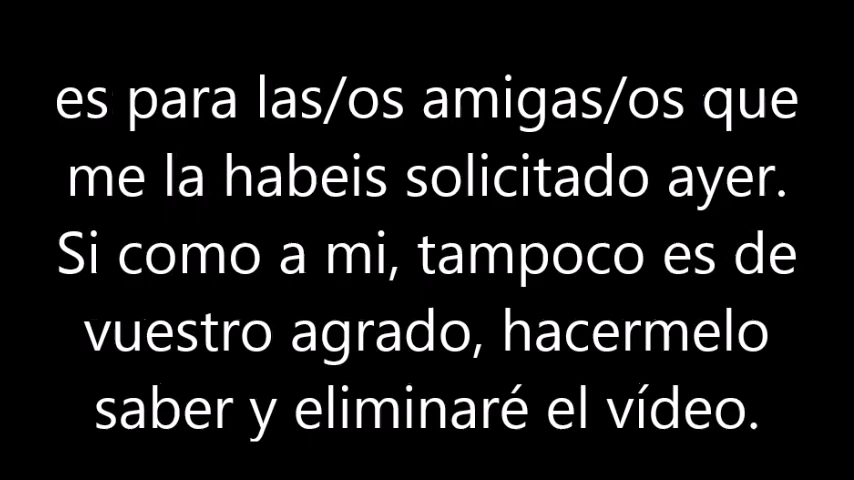 es para las/os amigas/os que
me la habeis solicitado ayer.
Si como a mi, tampoco es de
vuestro agrado, hacermelo
saber y eliminaré el vídeo.